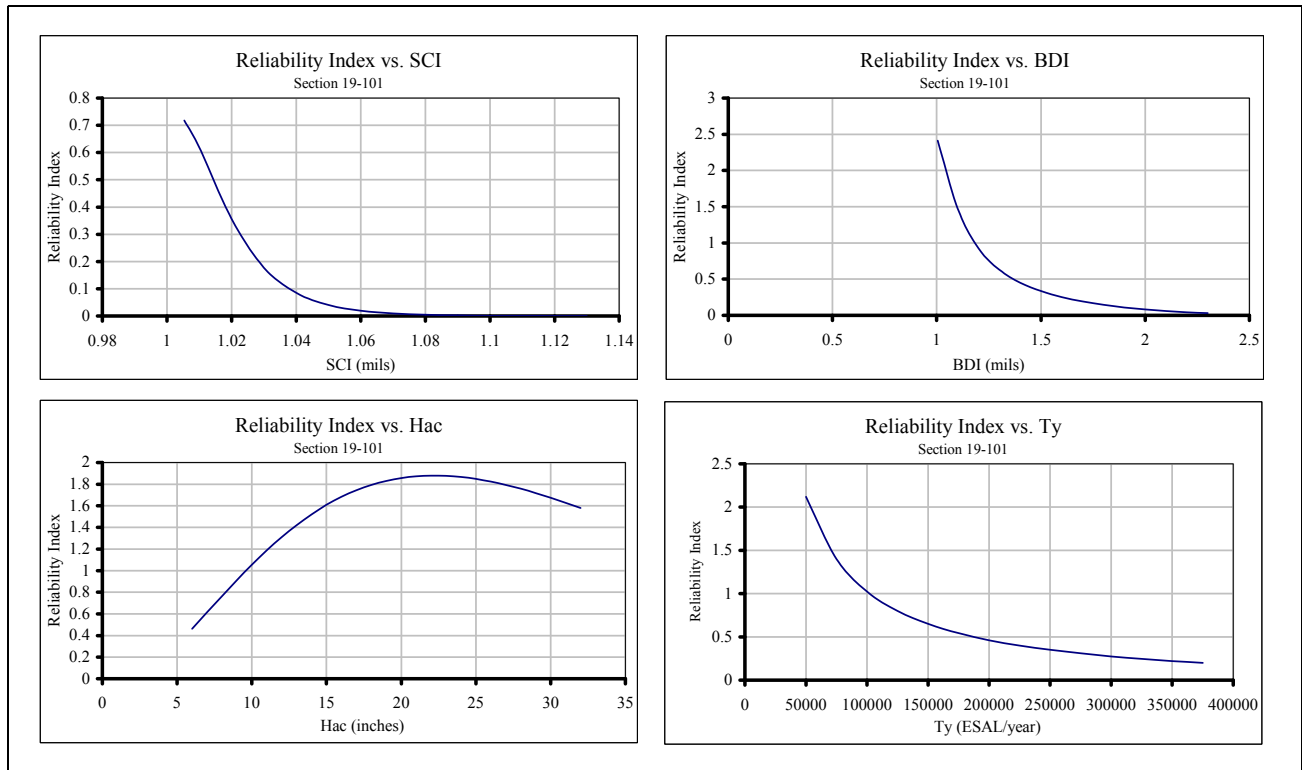 Reliability Index vs. SCI
Section 19-101
0.8
0.7
0.6
0.5
0.4
0.3
0.2
0.1
0
Reliability Index
0.98 1 1.02 1.04 1.06 1.08 1.1 1.12 1.14
SCI (mils)
Reliability Index vs. BDI
Section 19-101
3
2.5
2
1.5
1
0.5
0
Reliability Index
0 0.5 1 1.5 2 2.5
BDI (mils)
Reliability Index vs. Hac
Section 19-101
2
1.8
1.6
1.4
1.2
1
0.8
0.6
0.4
0.2
0
Reliability Index
0 5 10 15 20 25 30 35
Hac (inches)
Reliability Index vs. Ty
Section 19-101
2.5
2
1.5
1
0.5
0
Reliability Index
0 50000 100000 150000 200000 250000 300000 350000 400000
Ty (ESAL/year)